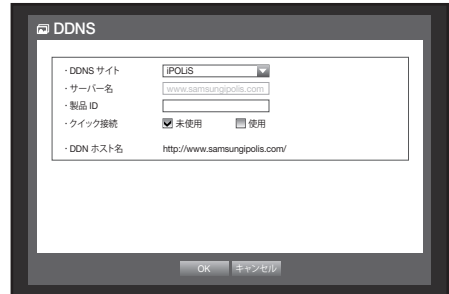 DDNS
· DDNS サイト iPOLiS
· サーバー名 www.samsungipolis.com
· 製品 ID
· クイック接続 未使用 使用
· DDN ホスト名 http://www.samsungipolis.com/
OK キャンセル